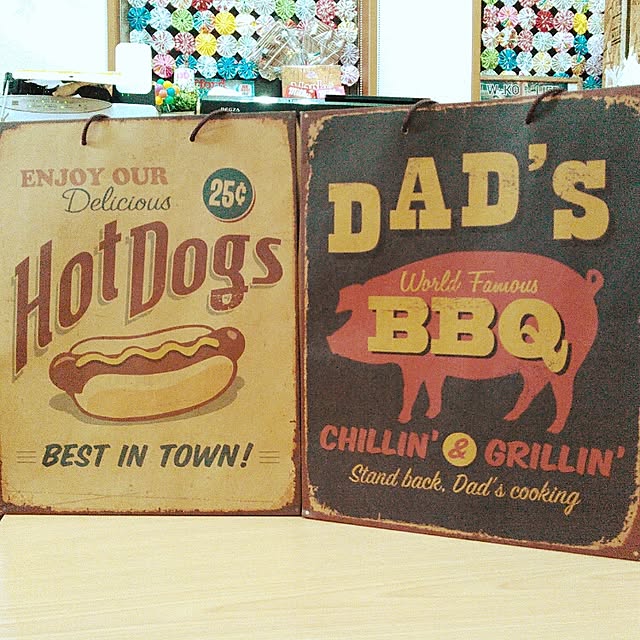 REGZA
ENJOY OUR
Delicious
25¢
Hot Dogs
BEST IN TOWN!
DAD'S
World Famous
BBQ
CHILLIN' & GRILLIN'
Stand back, Dad's cooking